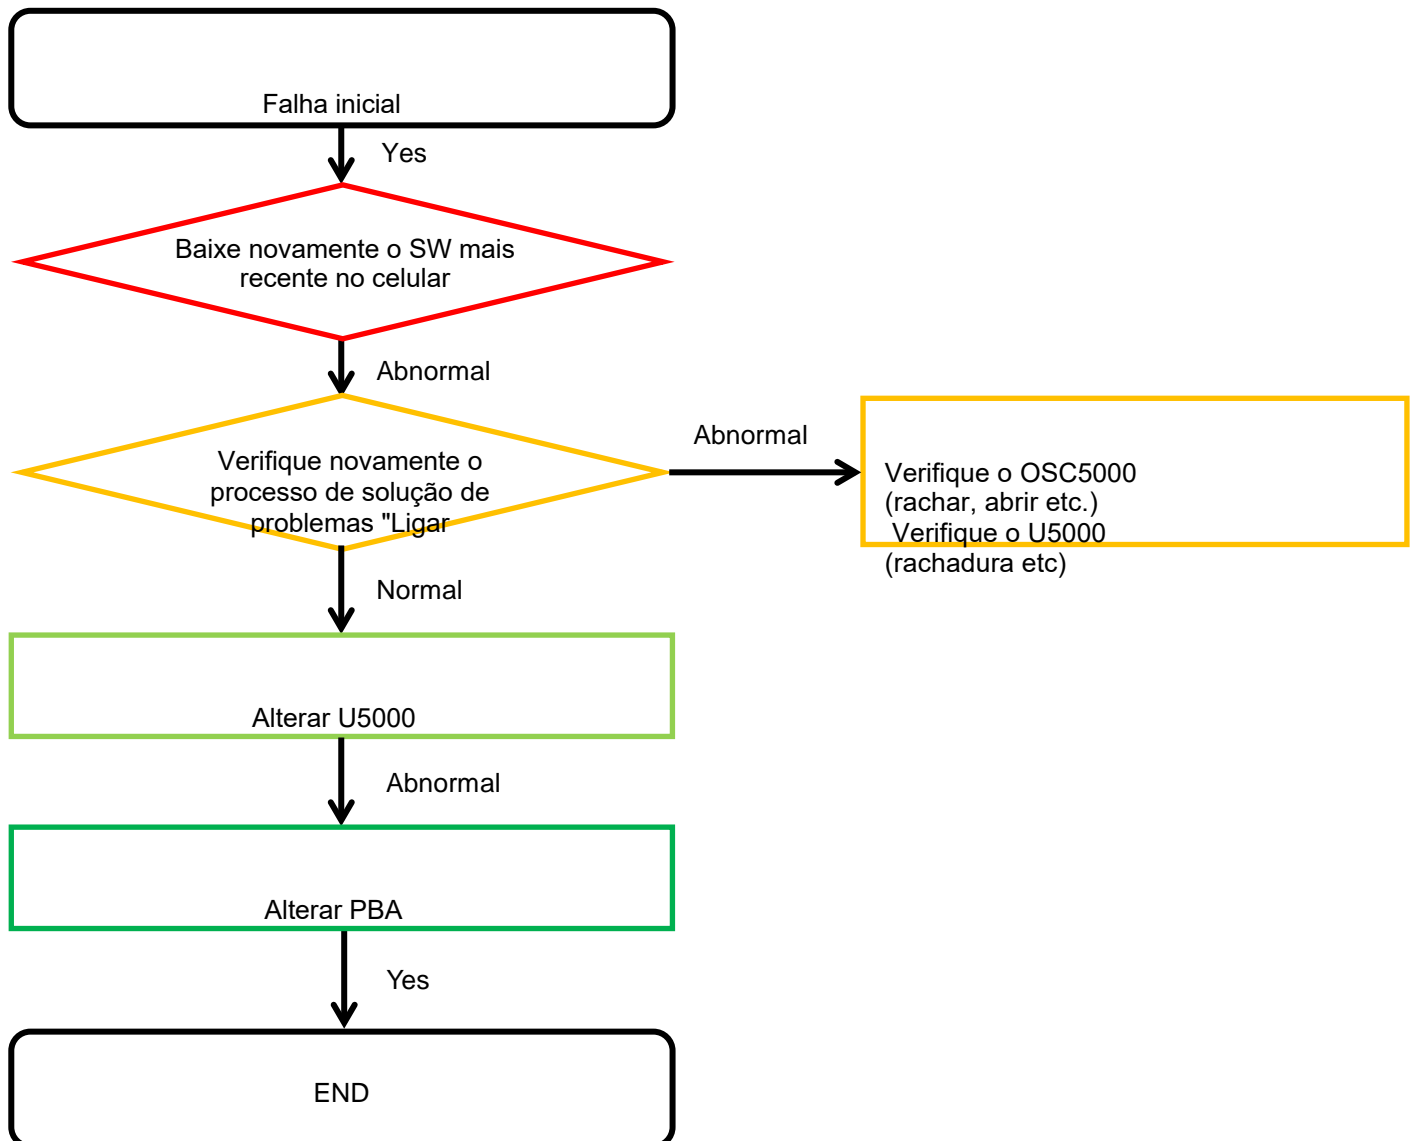 Falha inicial
Yes
Baixe novamente o SW mais
recente no celular
Abnormal
Verifique novamente o
processo de solução de
problemas "Ligar
Abnormal
Verifique o OSC5000
(rachar, abrir etc.)
Verifique o U5000
(rachadura etc)
Normal
Alterar U5000
Abnormal
Alterar PBA
Yes
END